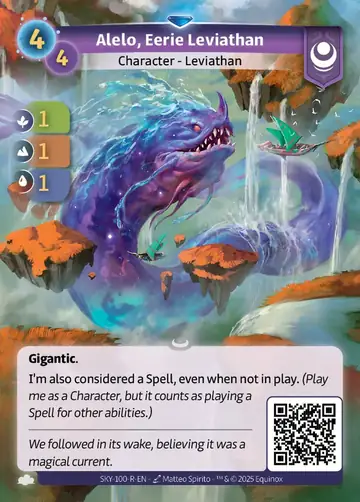 4
4
Alelo, Eerie Leviathan
Character - Leviathan
1
1
1
Gigantic.
I'm also considered a Spell, even when not in play. (Play
me as a Character, but it counts as playing a
Spell for other abilities.)
We followed in its wake, believing it was a
magical current.
SKY-100-R-EN - Matteo Spirito - ™ & © 2025 Equinox